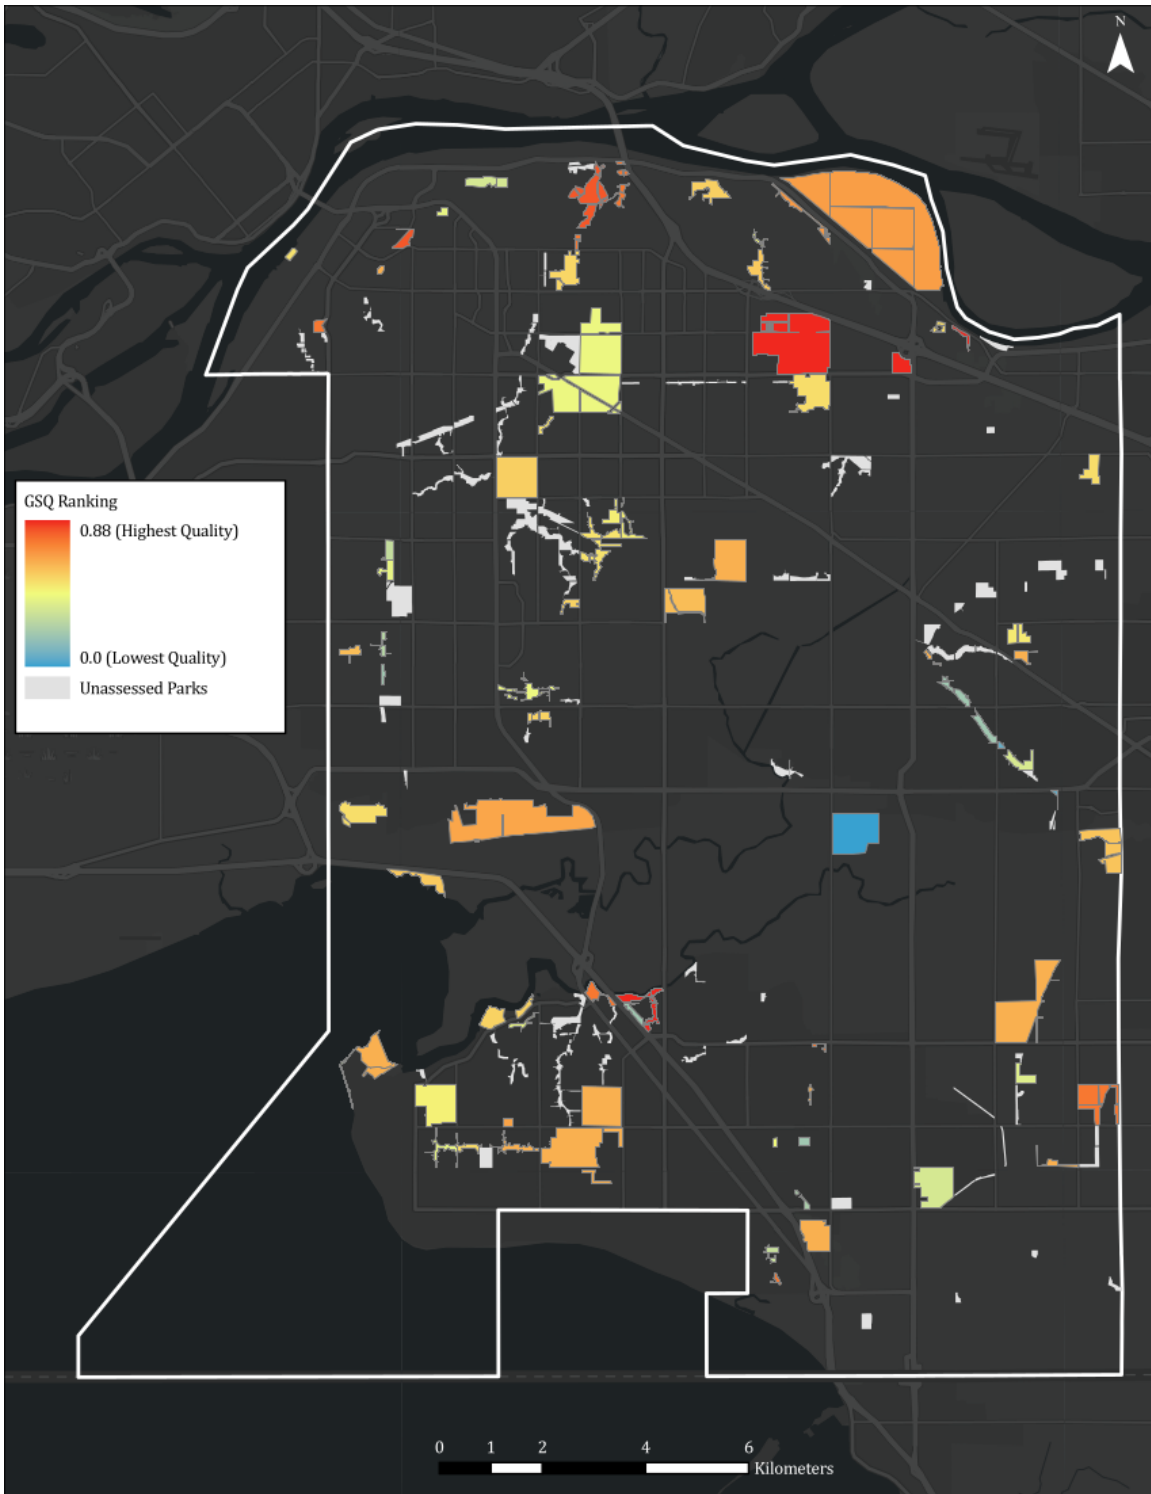 N
GSQ Ranking
0.88 (Highest Quality)
0.0 (Lowest Quality)
Unassessed Parks
0 1 2 4 6
Kilometers